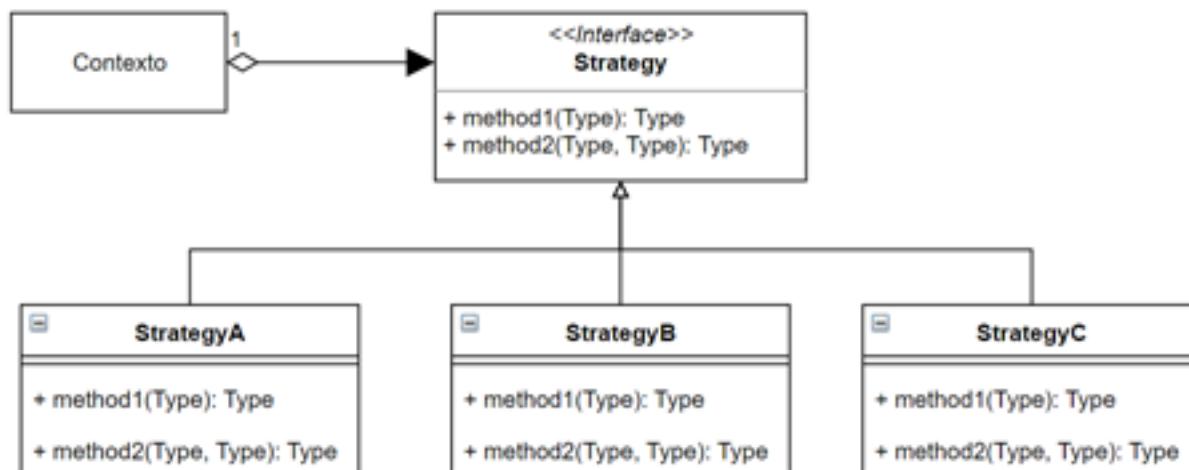 Contexto
1
<<Interface>>
Strategy
+ method1(Type): Type
+ method2(Type, Type): Type
StrategyA
+ method1(Type): Type
+ method2(Type, Type): Type
StrategyB
+ method1(Type): Type
+ method2(Type, Type): Type
StrategyC
+ method1(Type): Type
+ method2(Type, Type): Type